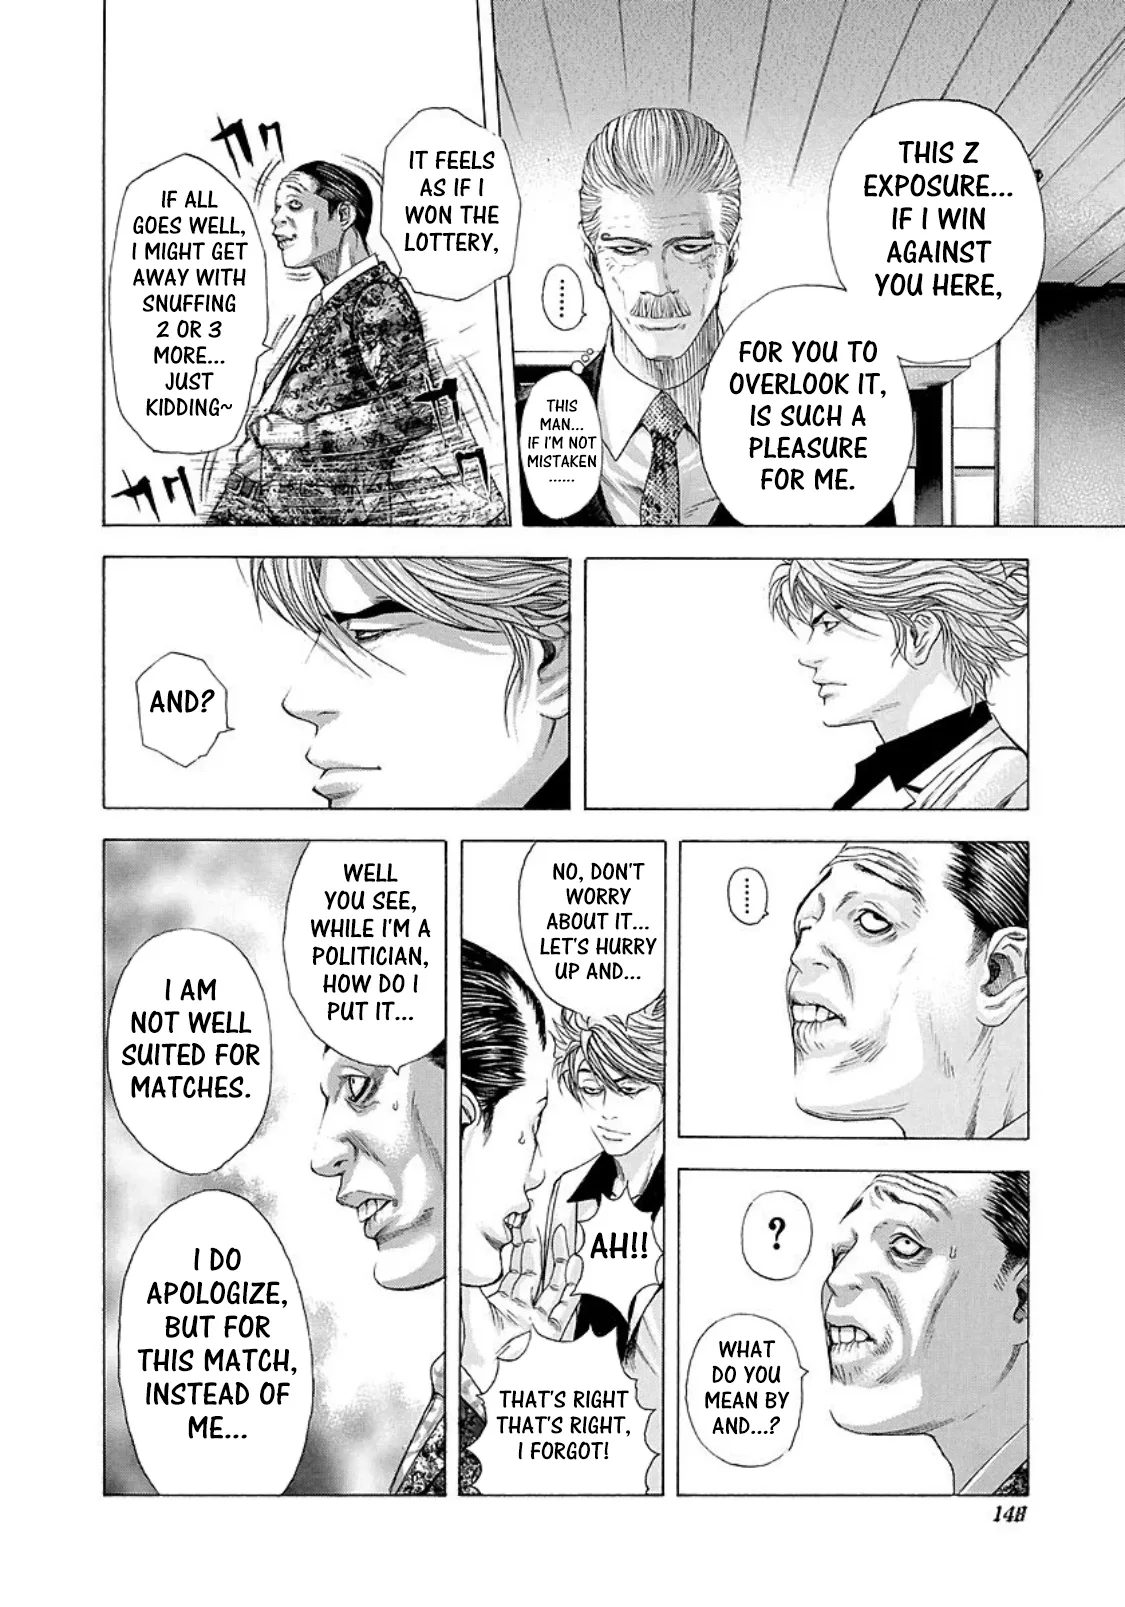 THIS Z
EXPOSURE...
IF I WIN
AGAINST
YOU HERE,
FOR YOU TO
OVERLOOK IT,
IS SUCH A
PLEASURE
FOR ME.
......
THIS
MAN...
IF I'M NOT
MISTAKEN
......
IT FEELS
AS IF I
WON THE
LOTTERY,
ガク
IF ALL
GOES WELL,
I MIGHT GET
AWAY WITH
SNUFFING
2 OR 3
MORE...
JUST
KIDDING~
ガク
AND?
......
?
WHAT
DO YOU
MEAN BY
AND...?
NO, DON'T
WORRY
ABOUT IT...
LET'S HURRY
UP AND...
AH!!
THAT'S RIGHT
THAT'S RIGHT,
I FORGOT!
WELL
YOU SEE,
WHILE I'M A
POLITICIAN,
HOW DO I
PUT IT...
I AM
NOT WELL
SUITED FOR
MATCHES.
I DO
APOLOGIZE,
BUT FOR
THIS MATCH,
INSTEAD OF
ME...